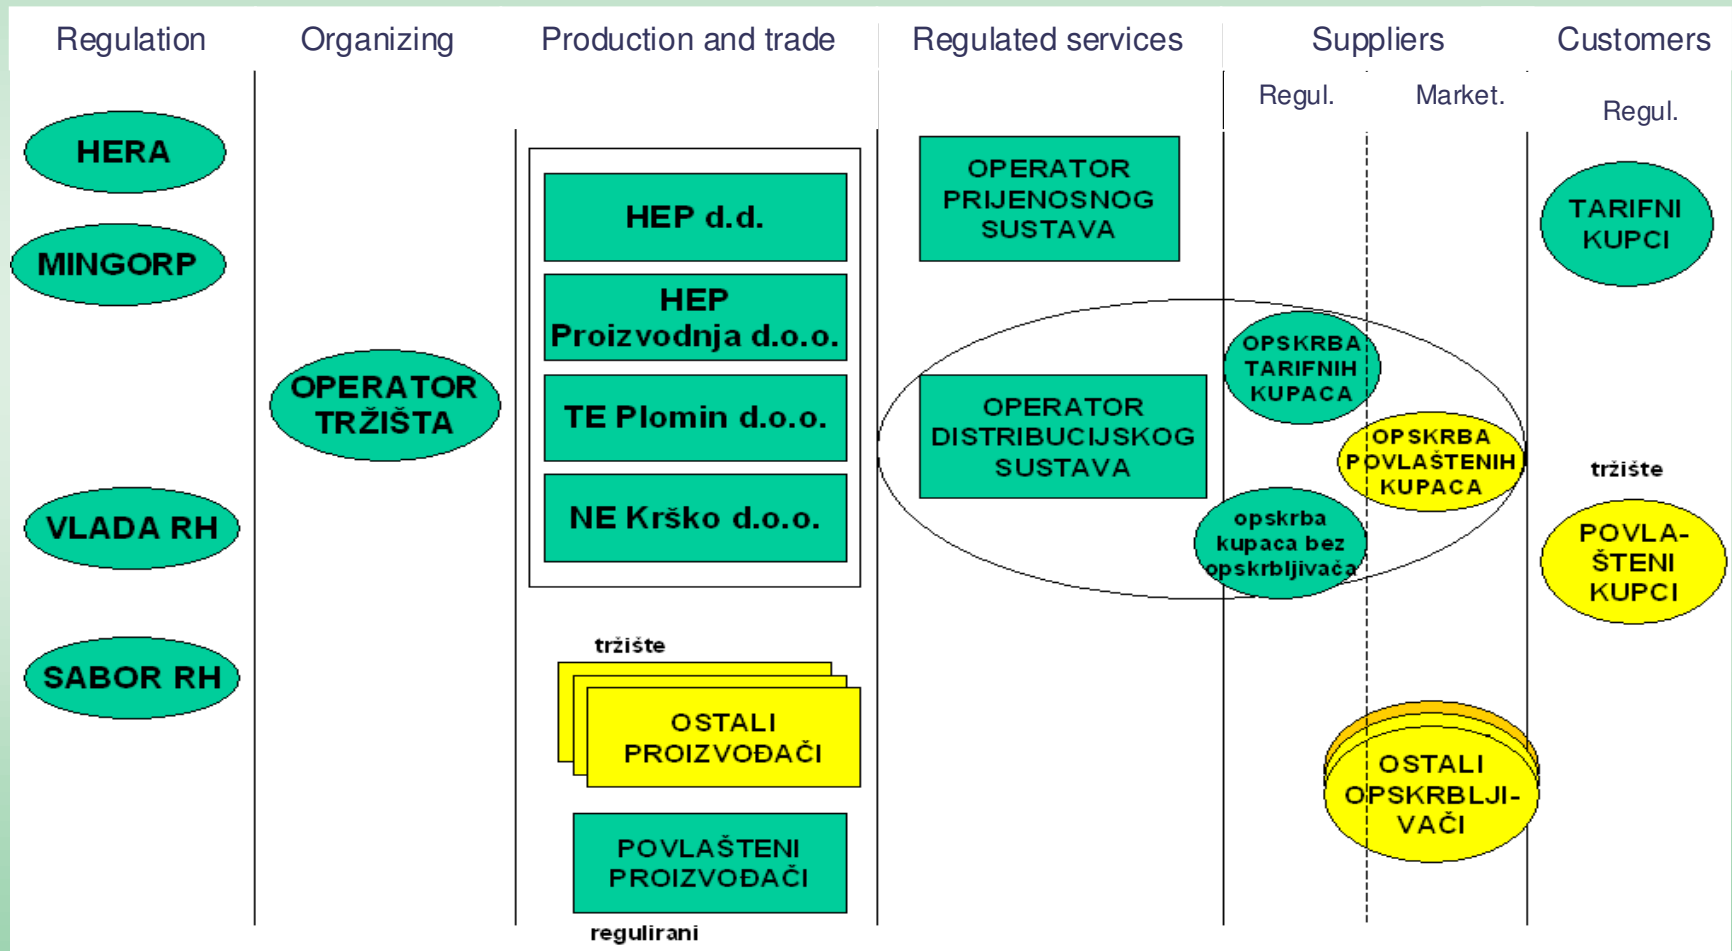 Regulation
Organizing
Production and trade
Regulated services
Suppliers
Customers
Regul.
Market.
Regul.
HERA
MINGORP
VLADA RH
SABOR RH
OPERATOR
TRŽIŠTA
HEP d.d.
HEP
Proizvodnja d.o.o.
TE Plomin d.o.o.
NE Krško d.o.o.
tržište
OSTALI
PROIZVOĐAČI
POVLAŠTENI
PROIZVOĐAČI
regulirani
OPERATOR
PRIJENOSNOG
SUSTAVA
OPERATOR
DISTRIBUCIJSKOG
SUSTAVA
OPSKRBA
TARIFNIH
KUPACA
OPSKRBA
POVLAŠTENIH
KUPACA
opskrba
kupaca bez
opskrbljivača
OSTALI
OPSKRBLJI-
VAČI
TARIFNI
KUPCI
tržište
POVLA-
ŠTENI
KUPCI